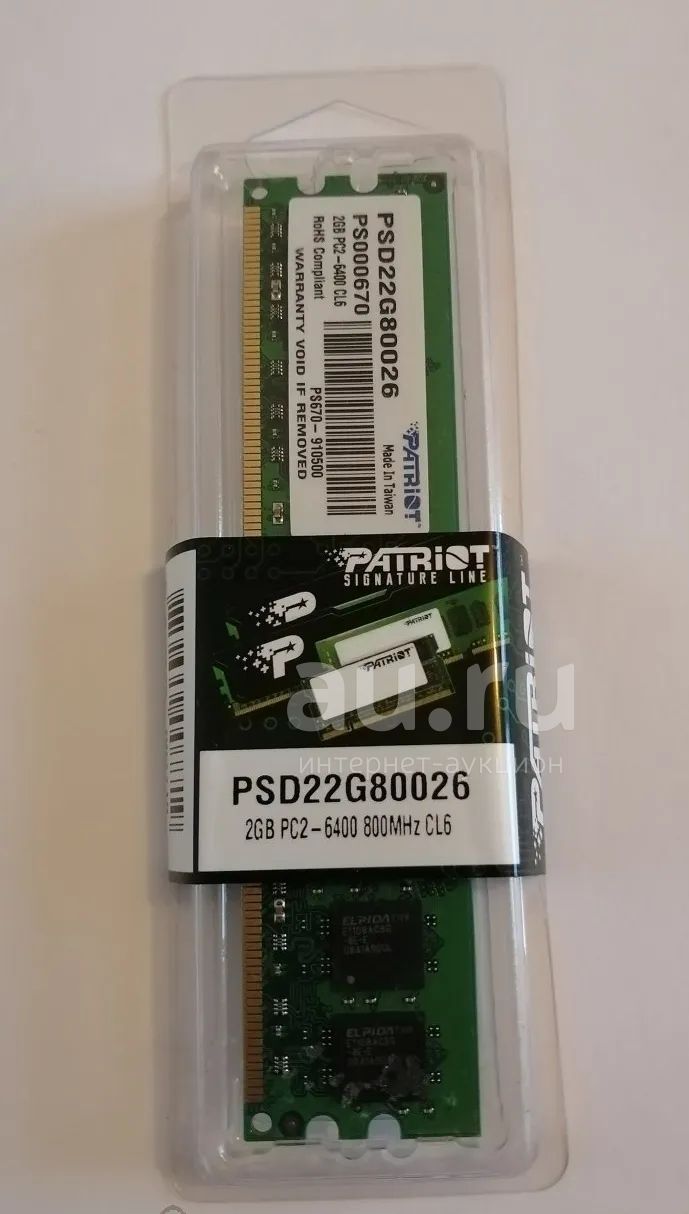 PSD22G80026
PS000670
2GB PC2-6400 CL6
RoHS Compliant
PS670-910500
WARRANTY VOID IF REMOVED
Made In Taiwan
PATRIOT
PATRIOT
SIGNATURE LINE
PATRIOT
PATRIOT
PATRIOT
au.ru
интернет-аукцион
PSD22G80026
2GB PC2-6400 800MHz CL6
ELPIDA
ELPIDA